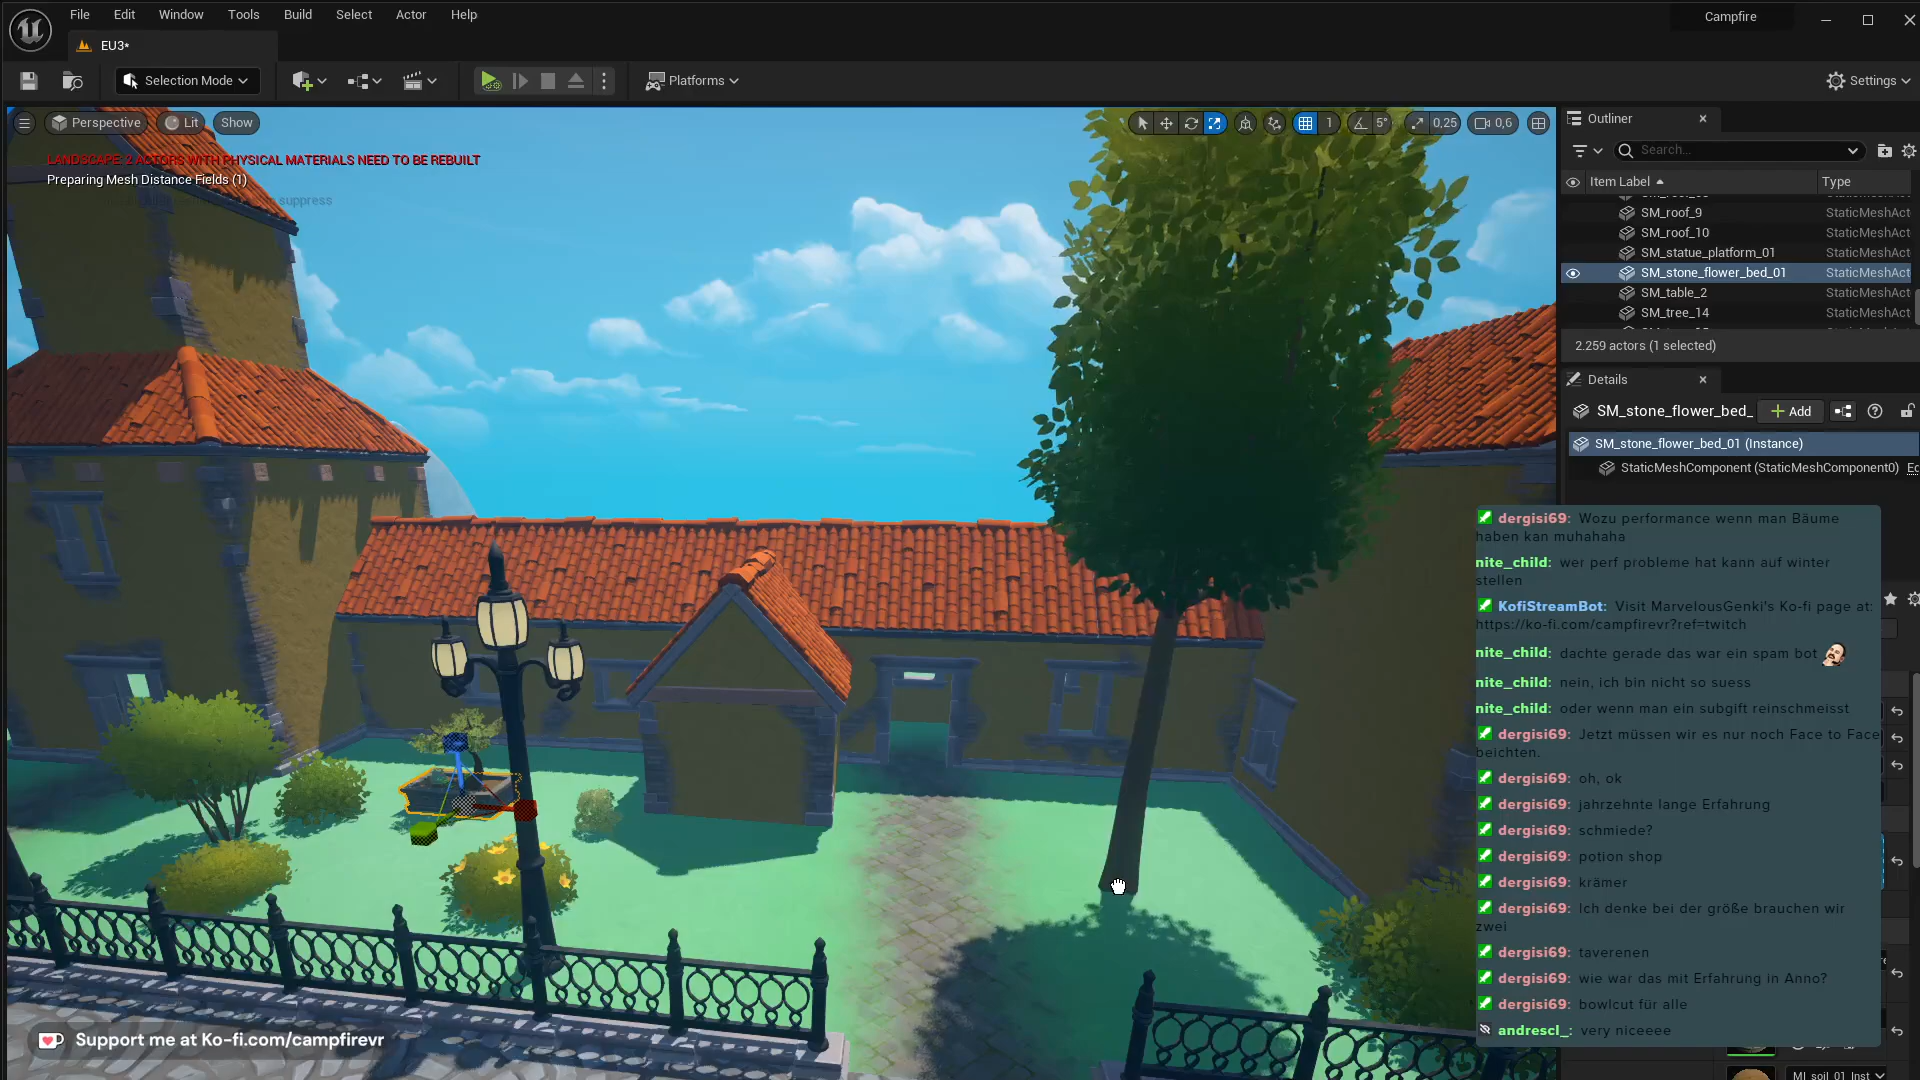 File Edit Window Tools Build Select Actor Help
Campfire
EU3*
Selection Mode
Platforms
Settings
Perspective Lit Show
1 5° 0,25 0,6
LANDSCAPE: 2 ACTORS WITH PHYSICAL MATERIALS NEED TO BE REBUILT
Preparing Mesh Distance Fields (1)
suppress
Outliner
Search...
Item Label Type
SM_roof_9 StaticMeshAct
SM_roof_10 StaticMeshAct
SM_statue_platform_01 StaticMeshAct
SM_stone_flower_bed_01 StaticMeshAct
SM_table_2 StaticMeshAct
SM_tree_14 StaticMeshAct
2.259 actors (1 selected)
Details
SM_stone_flower_bed_ Add
SM_stone_flower_bed_01 (Instance)
StaticMeshComponent (StaticMeshComponent0) Ed
dergisi69: Wozu performance wenn man Bäume
haben kan muhahaha
nite_child: wer perf probleme hat kann auf winter
stellen
KofiStreamBot: Visit MarvelousGenki's Ko-fi page at:
https://ko-fi.com/campfirevr?ref=twitch
nite_child: dachte gerade das war ein spam bot
nite_child: nein, ich bin nicht so suess
nite_child: oder wenn man ein subgift reinschmeisst
dergisi69: Jetzt müssen wir es nur noch Face to Face
beichten.
dergisi69: oh, ok
dergisi69: jahrzehnte lange Erfahrung
dergisi69: schmiede?
dergisi69: potion shop
dergisi69: krämer
dergisi69: Ich denke bei der größe brauchen wir
zwei
dergisi69: taverenen
dergisi69: wie war das mit Erfahrung in Anno?
dergisi69: bowlcut für alle
andrescl_: very niceeee
Support me at Ko-fi.com/campfirevr
MI_soil_01_Inst